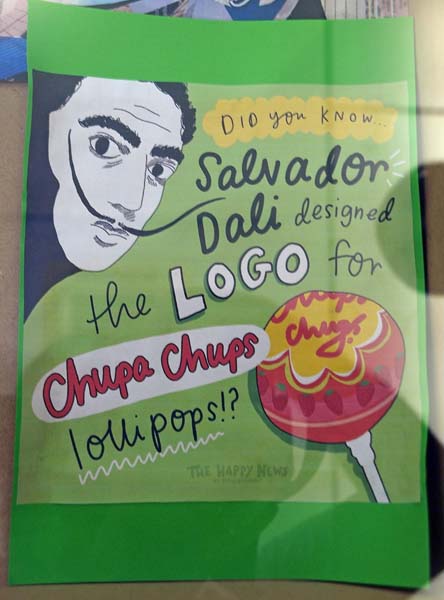 DID you KNOW...
Salvador
Dali designed
the LOGO for
Chupa Chups
lollipops!?
Chupa
Chups
THE HAPPY NEWS